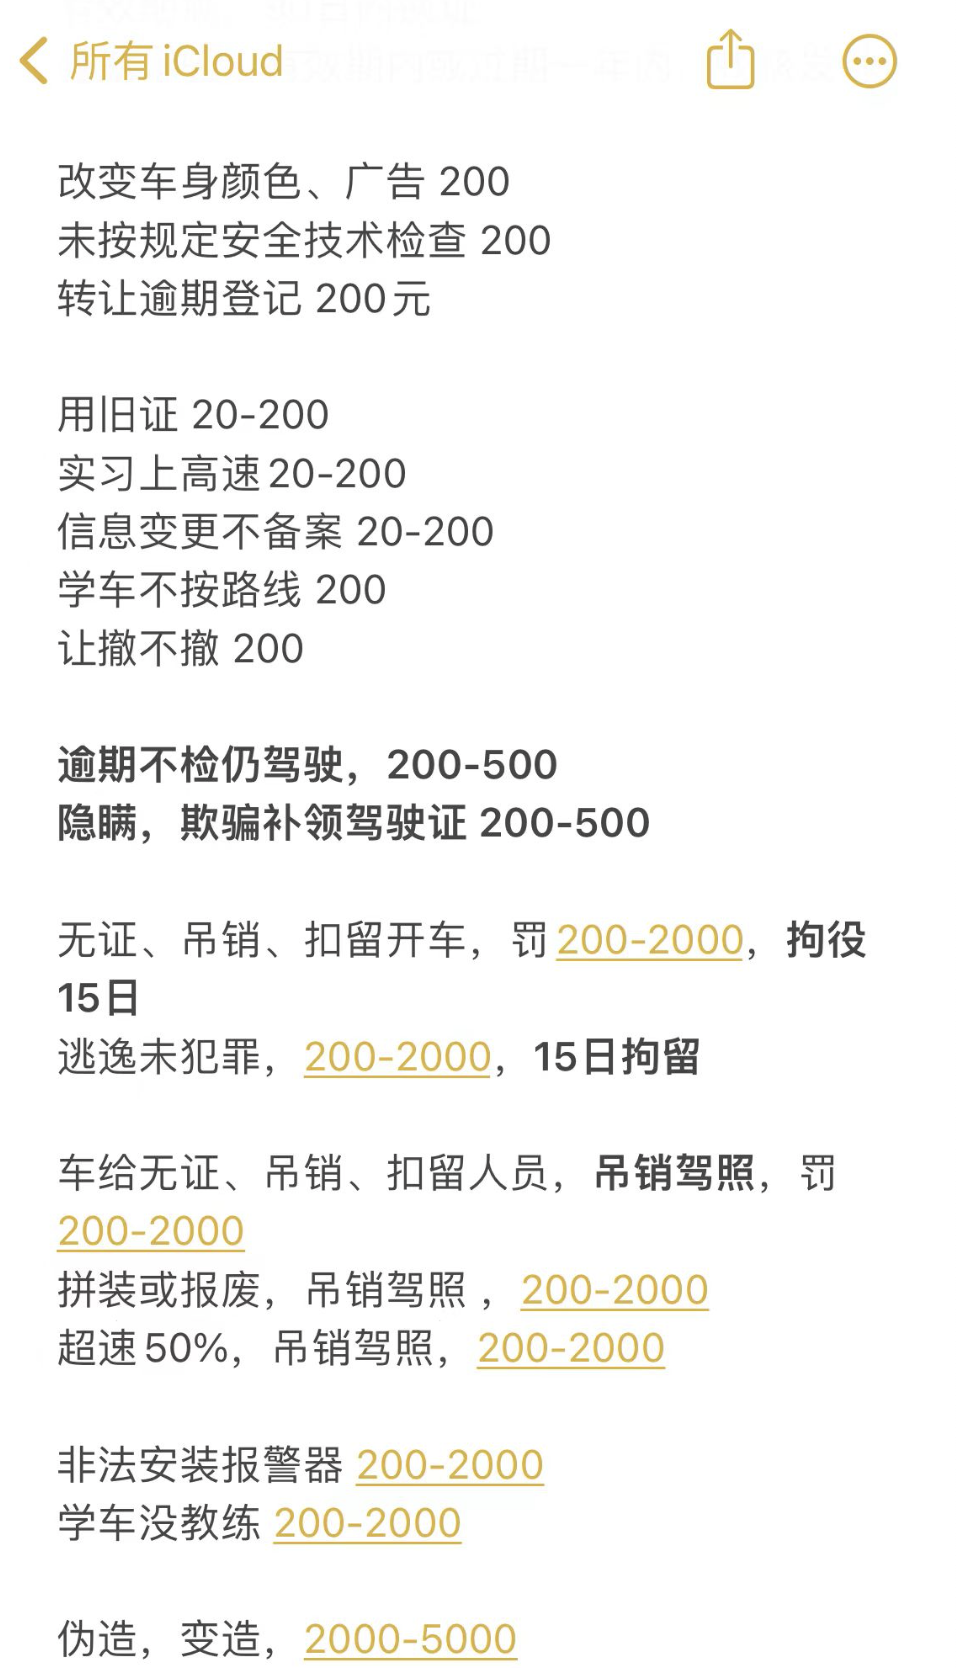 所有 iCloud
改变车身颜色、广告 200
未按规定安全技术检查 200
转让逾期登记 200元
用旧证 20-200
实习上高速20-200
信息变更不备案 20-200
学车不按路线 200
让撤不撤 200
逾期不检仍驾驶，200-500
隐瞒，欺骗补领驾驶证 200-500
无证、吊销、扣留开车，罚200-2000，拘役
15日
逃逸未犯罪，200-2000，15日拘留
车给无证、吊销、扣留人员，吊销驾照，罚
200-2000
拼装或报废，吊销驾照 ，200-2000
超速50%，吊销驾照，200-2000
非法安装报警器 200-2000
学车没教练 200-2000
伪造，变造，2000-5000